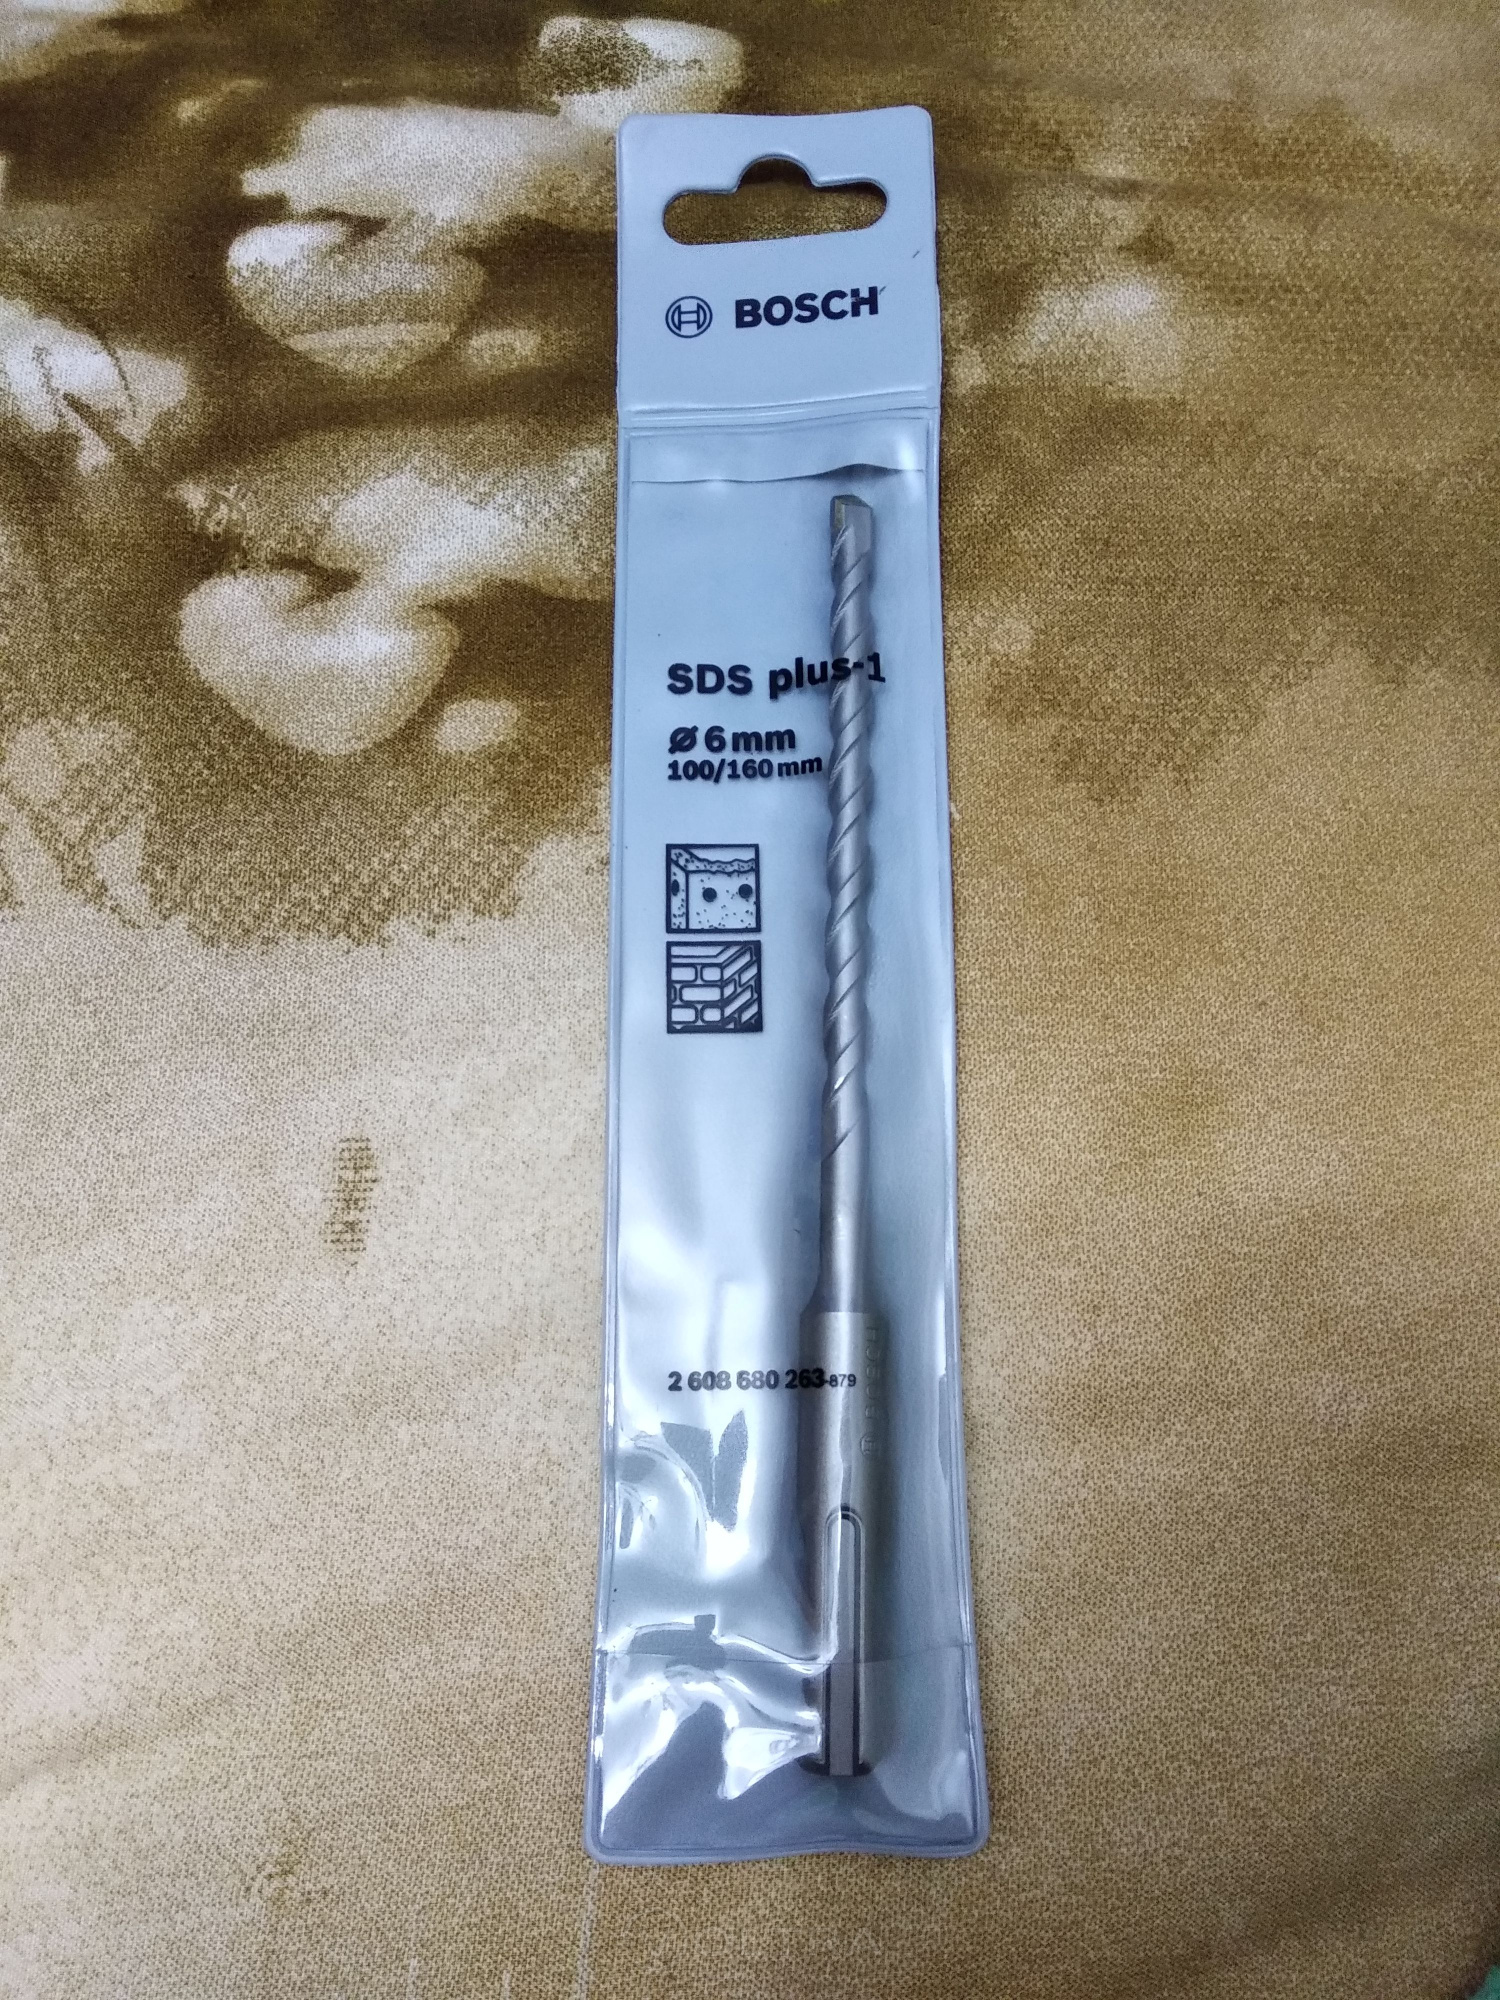 BOSCH
SDS plus-1
Ø 6 mm
100/160 mm
2 608 680 263-879
BOSCH